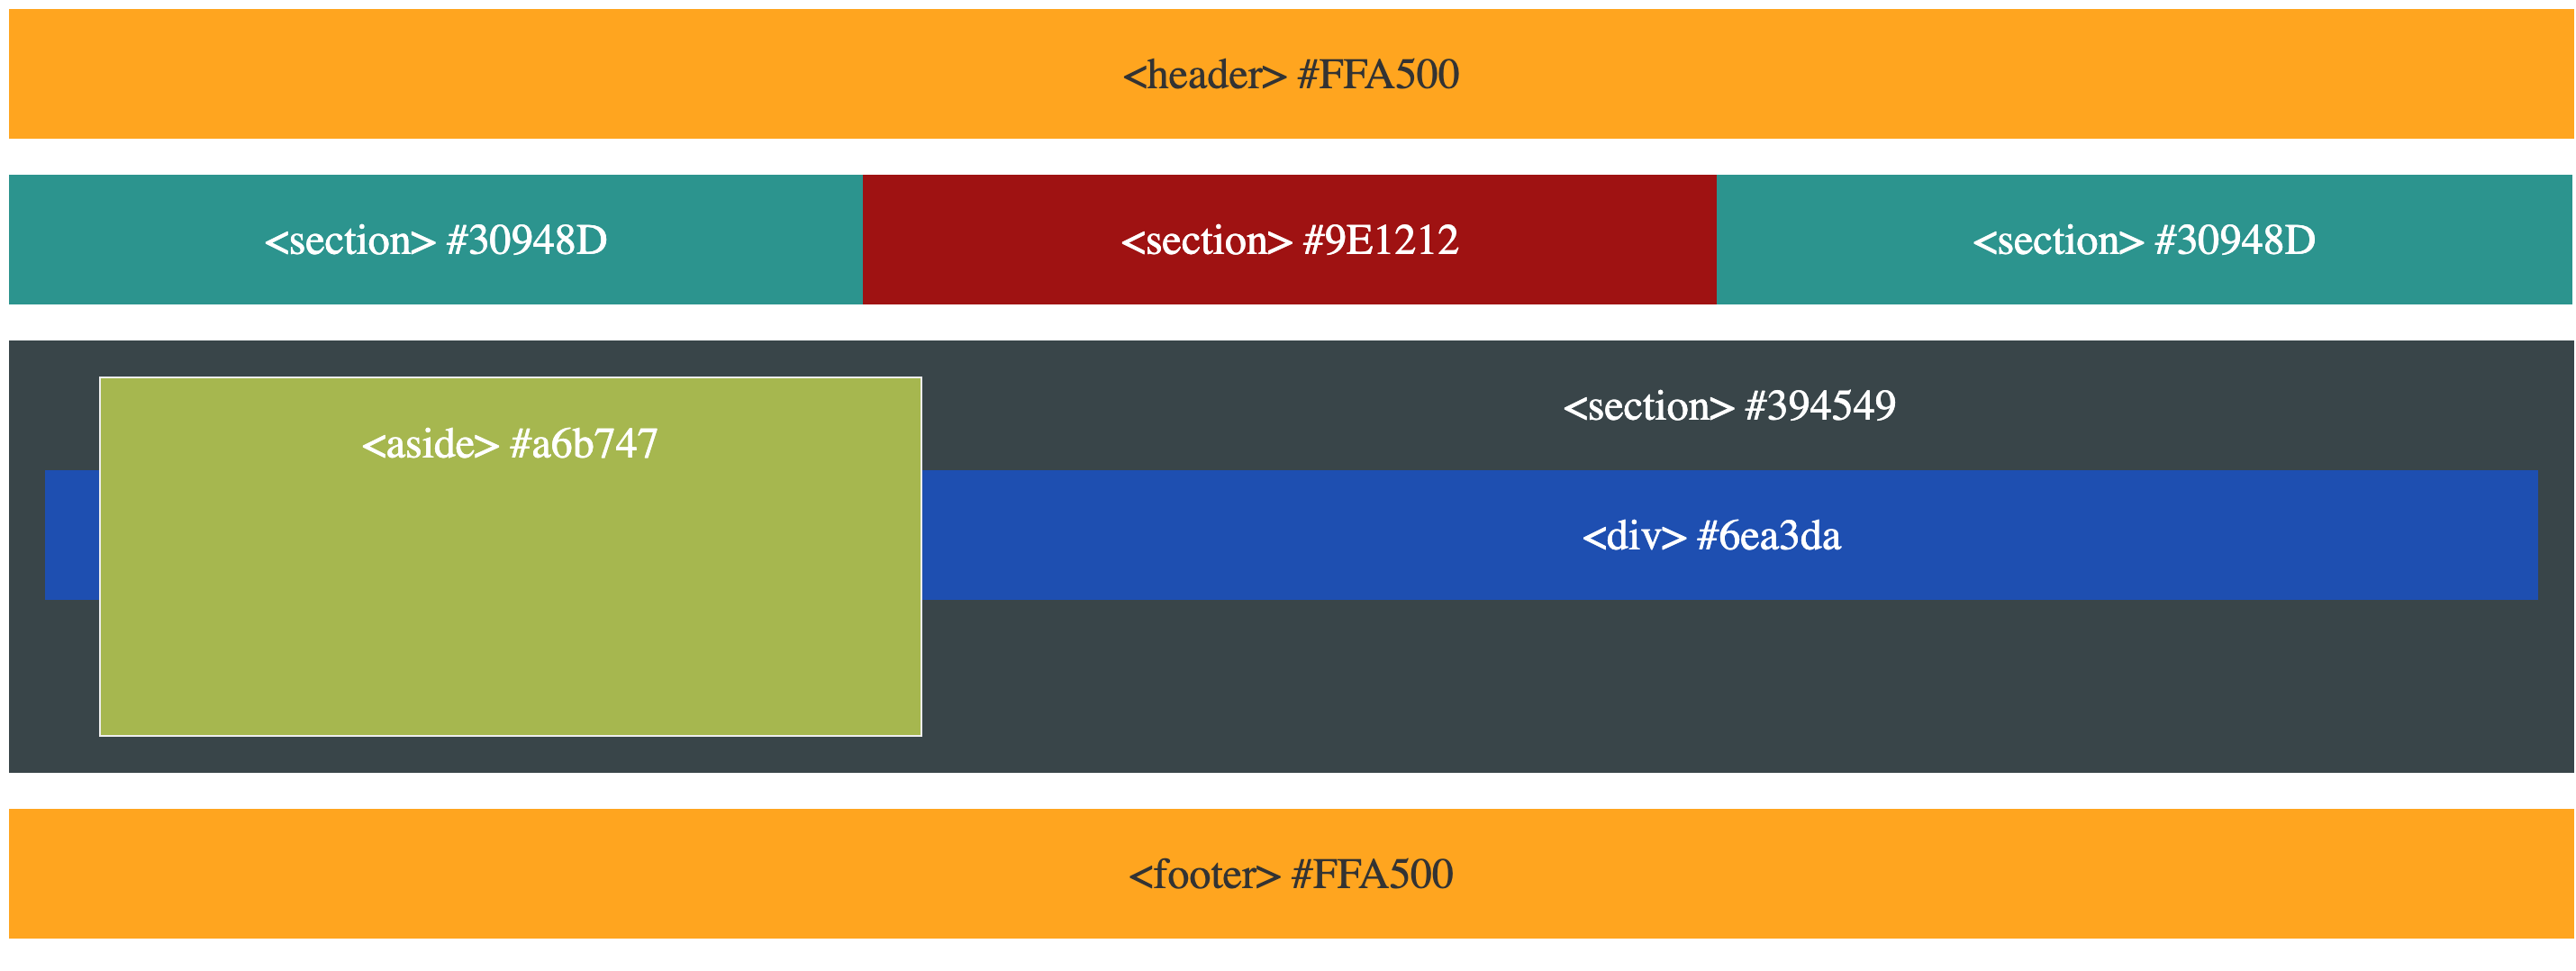 <header> #FFA500
<section> #30948D
<section> #9E1212
<section> #30948D
<section> #394549
<aside> #a6b747
<div> #6ea3da
<footer> #FFA500